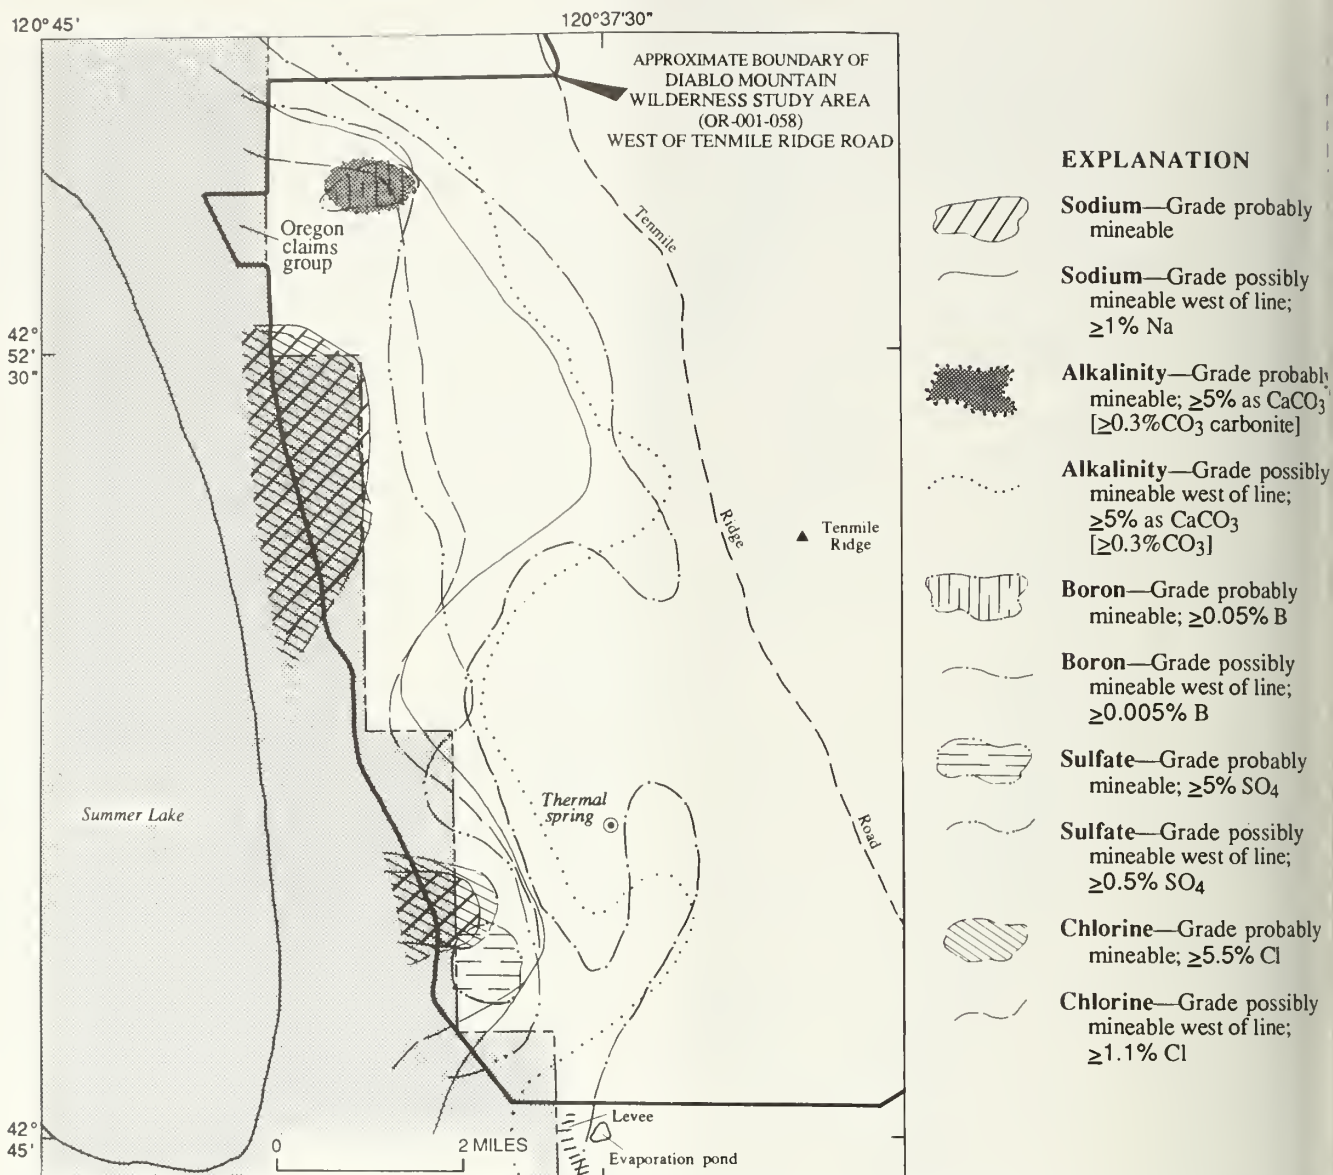 120°45'
120°37'30"
APPROXIMATE BOUNDARY OF
DIABLO MOUNTAIN
WILDERNESS STUDY AREA
(OR-001-058)
WEST OF TENMILE RIDGE ROAD
Tenmile
Oregon
claims
group
42°
52'
30"
Ridge
Tenmile
Ridge
Thermal
spring
Summer Lake
Road
42°
45'
0
2 MILES
Levee
Evaporation pond
EXPLANATION
Sodium—Grade probably
mineable
Sodium—Grade possibly
mineable west of line;
≥1% Na
Alkalinity—Grade probably
mineable; ≥5% as CaCO3
[≥0.3%CO3 carbonite]
Alkalinity—Grade possibly
mineable west of line;
≥5% as CaCO3
[≥0.3%CO3]
Boron—Grade probably
mineable; ≥0.05% B
Boron—Grade possibly
mineable west of line;
≥0.005% B
Sulfate—Grade probably
mineable; ≥5% SO4
Sulfate—Grade possibly
mineable west of line;
≥0.5% SO4
Chlorine—Grade probably
mineable; ≥5.5% Cl
Chlorine—Grade possibly
mineable west of line;
≥1.1% Cl